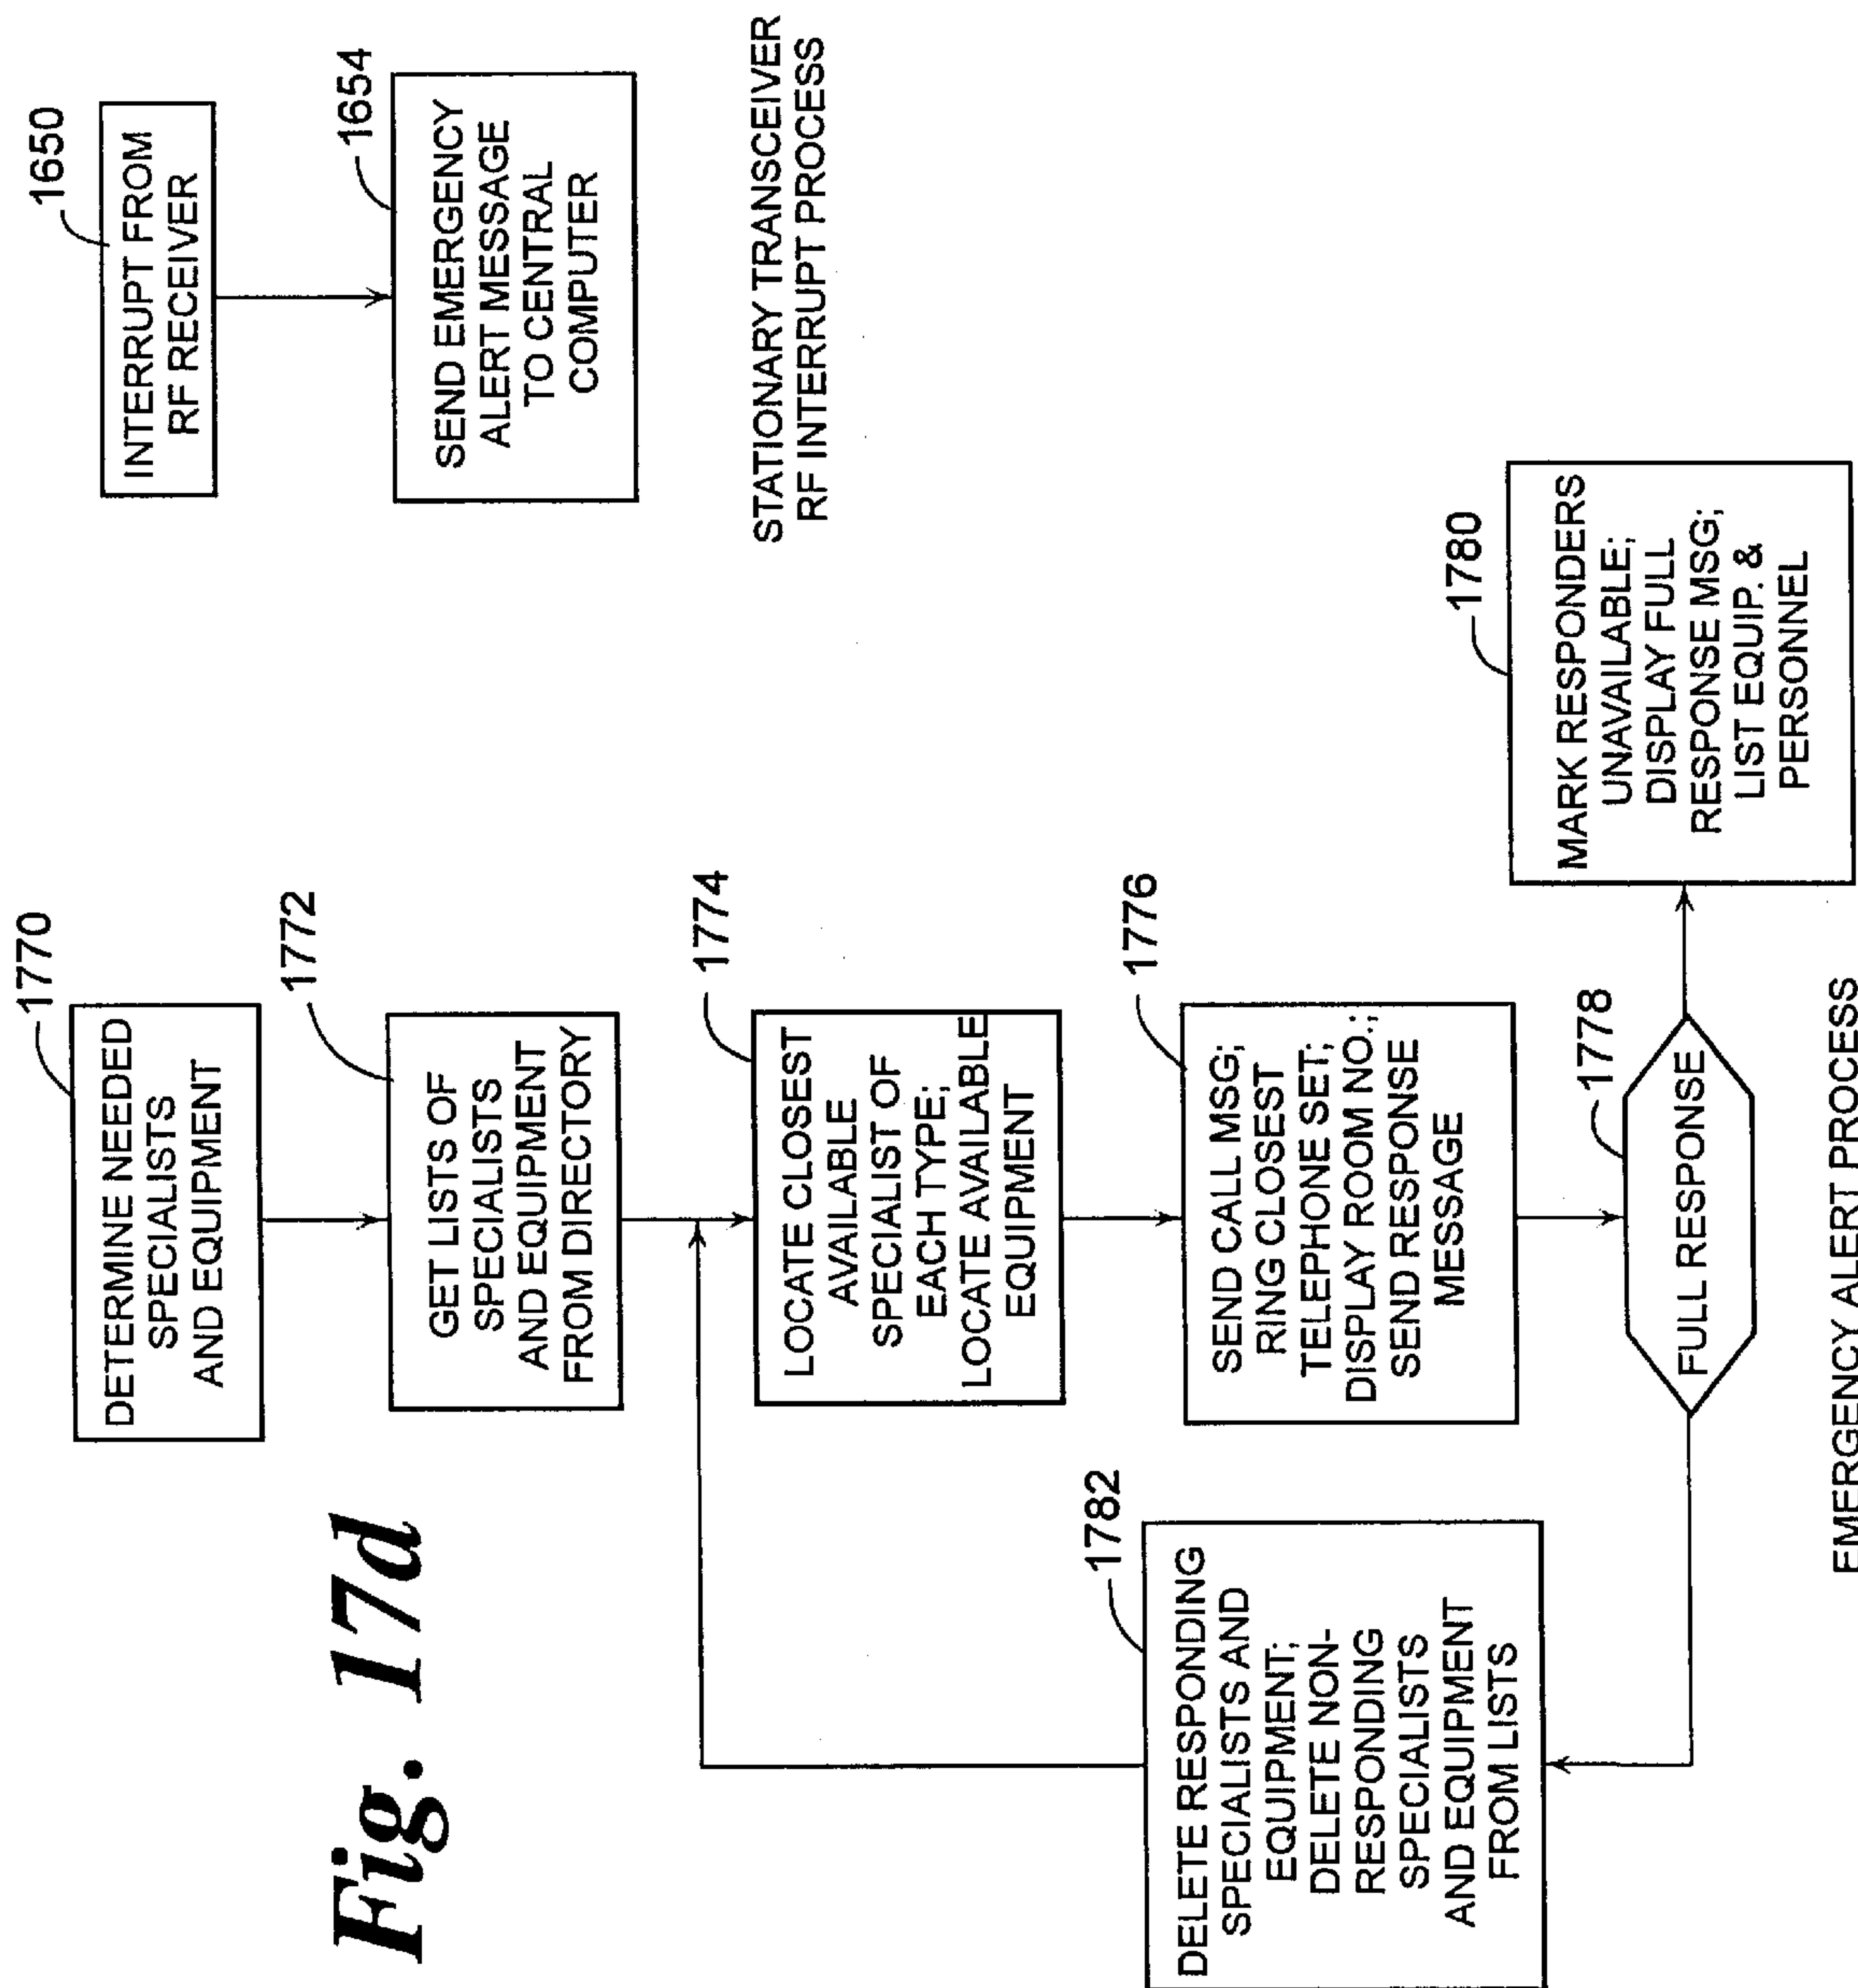 Fig. 17d
1770
DETERMINE NEEDED
SPECIALISTS
AND EQUIPMENT
1772
GET LISTS OF
SPECIALISTS
AND EQUIPMENT
FROM DIRECTORY
1774
LOCATE CLOSEST
AVAILABLE
SPECIALIST OF
EACH TYPE;
LOCATE AVAILABLE
EQUIPMENT
1776
SEND CALL MSG;
RING CLOSEST
TELEPHONE SET;
DISPLAY ROOM NO.;
SEND RESPONSE
MESSAGE
1778
FULL RESPONSE
1780
MARK RESPONDERS
UNAVAILABLE;
DISPLAY FULL
RESPONSE MSG;
LIST EQUIP. &
PERSONNEL
1782
DELETE RESPONDING
SPECIALISTS AND
EQUIPMENT;
DELETE NON-
RESPONDING
SPECIALISTS
AND EQUIPMENT
FROM LISTS
EMERGENCY ALERT PROCESS
1650
INTERRUPT FROM
RF RECEIVER
1654
SEND EMERGENCY
ALERT MESSAGE
TO CENTRAL
COMPUTER
STATIONARY TRANSCEIVER
RF INTERRUPT PROCESS